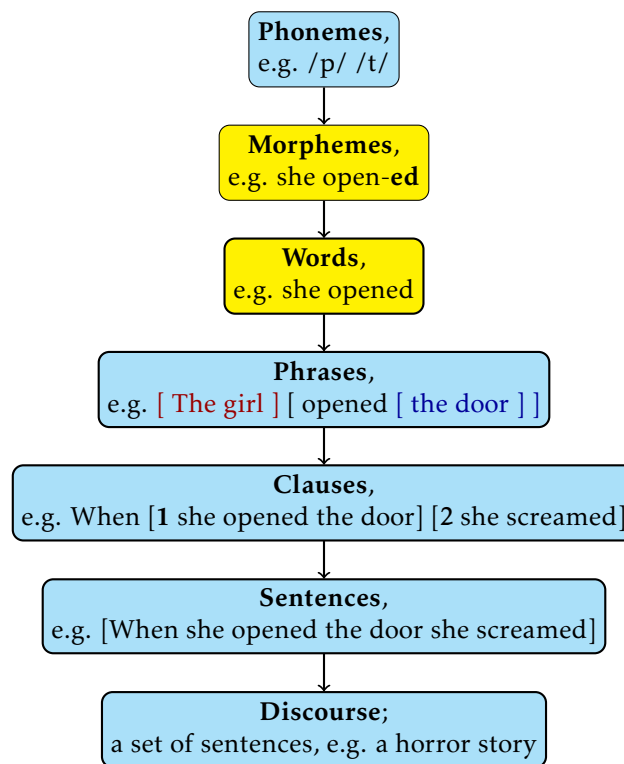 Phonemes,
e.g. /p/ /t/
Morphemes,
e.g. she open-ed
Words,
e.g. she opened
Phrases,
e.g. [ The girl ] [ opened [ the door ] ]
Clauses,
e.g. When [1 she opened the door] [2 she screamed]
Sentences,
e.g. [When she opened the door she screamed]
Discourse;
a set of sentences, e.g. a horror story